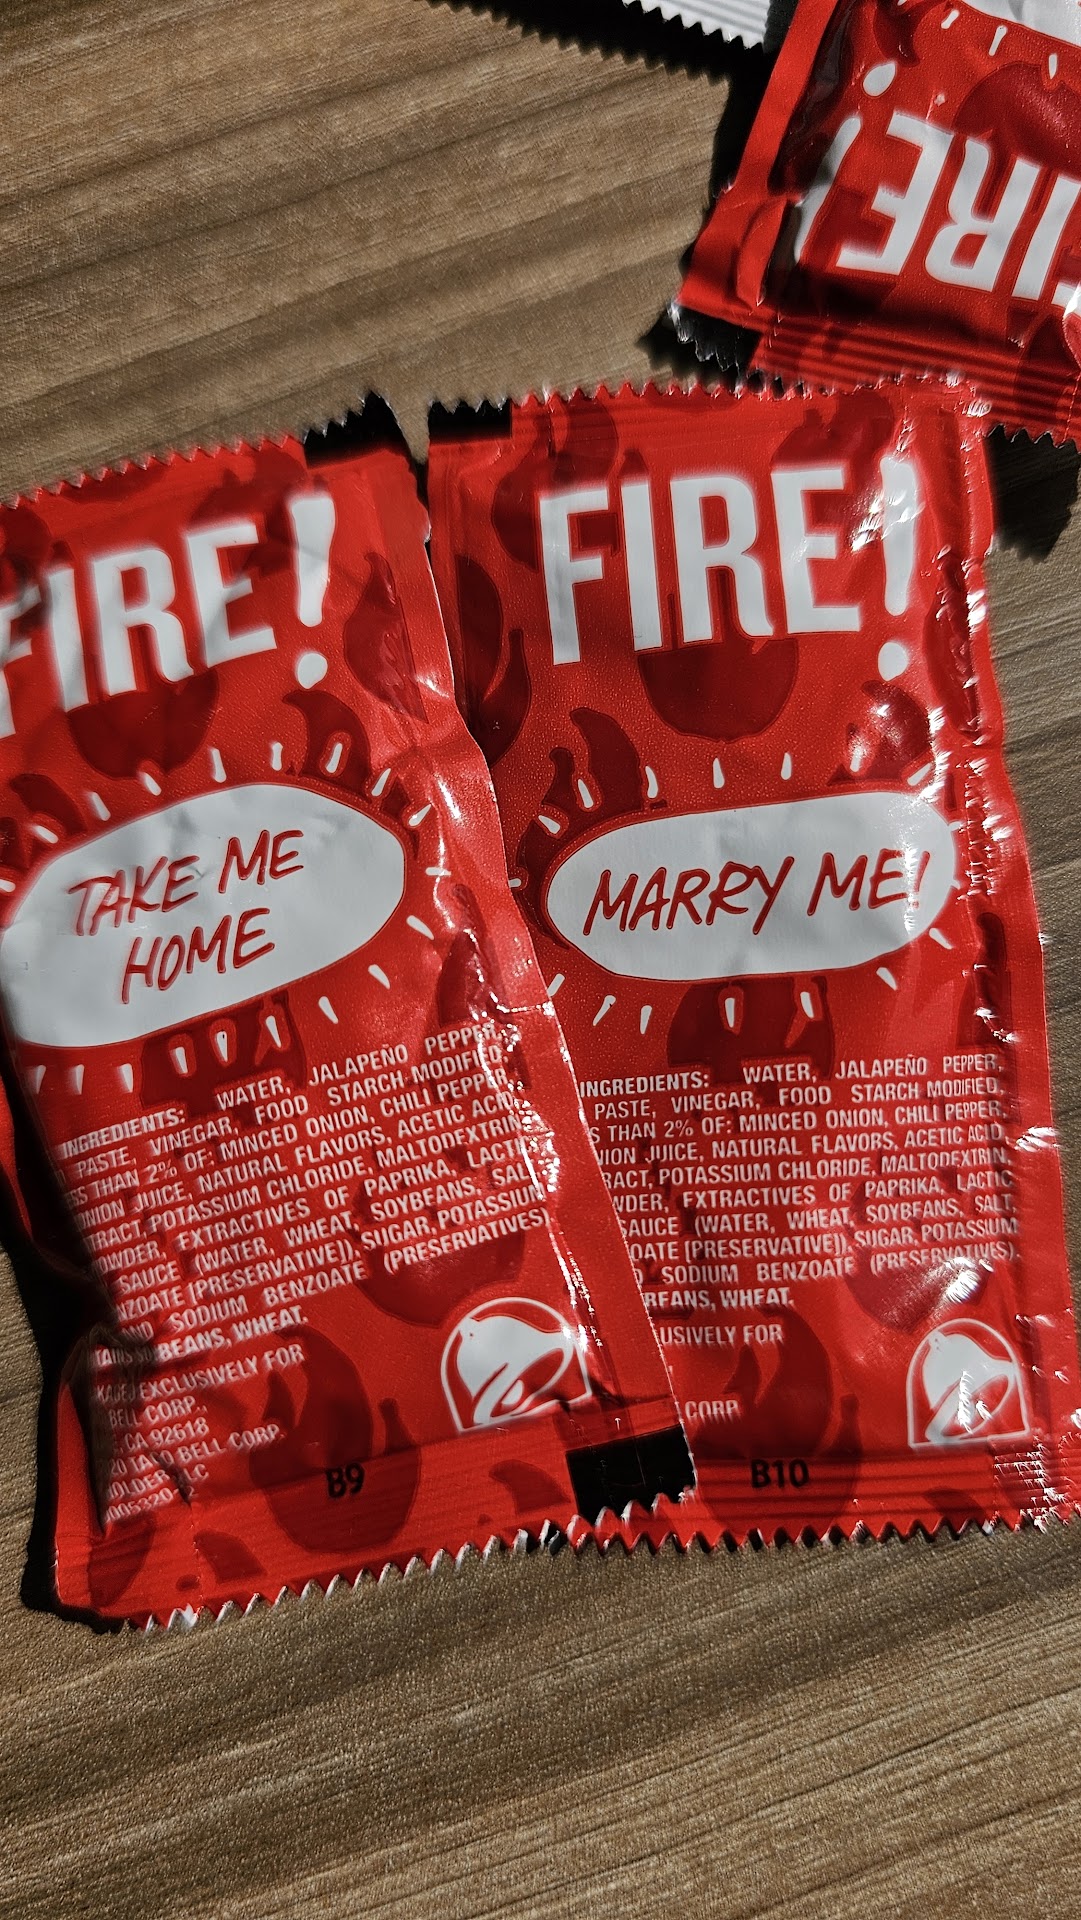 FIRE!
FIRE!
TAKE ME
HOME
INGREDIENTS: WATER, JALAPEÑO PEPPER,
PASTE, VINEGAR, FOOD STARCH-MODIFIED,
THAN 2% OF: MINCED ONION, CHILI PEPPER,
ONION JUICE, NATURAL FLAVORS, ACETIC ACID,
POTASSIUM CHLORIDE, MALTODEXTRIN,
EXTRACTIVES OF PAPRIKA, LACTIC
SAUCE (WATER, WHEAT, SOYBEANS, SALT,
[PRESERVATIVE]), SUGAR, POTASSIUM
SODIUM BENZOATE (PRESERVATIVES).
WHEAT.
EXCLUSIVELY FOR
BELL CORP.,
CA 92618
20 TACO BELL CORP.
B9
FIRE!
MARRY ME!
INGREDIENTS: WATER, JALAPEÑO PEPPER,
PASTE, VINEGAR, FOOD STARCH-MODIFIED,
THAN 2% OF: MINCED ONION, CHILI PEPPER,
JUICE, NATURAL FLAVORS, ACETIC ACID,
POTASSIUM CHLORIDE, MALTODEXTRIN,
EXTRACTIVES OF PAPRIKA, LACTIC
SAUCE (WATER, WHEAT, SOYBEANS, SALT,
[PRESERVATIVE]), SUGAR, POTASSIUM
SODIUM BENZOATE (PRESERVATIVES).
WHEAT.
FOR
CORP.
B10